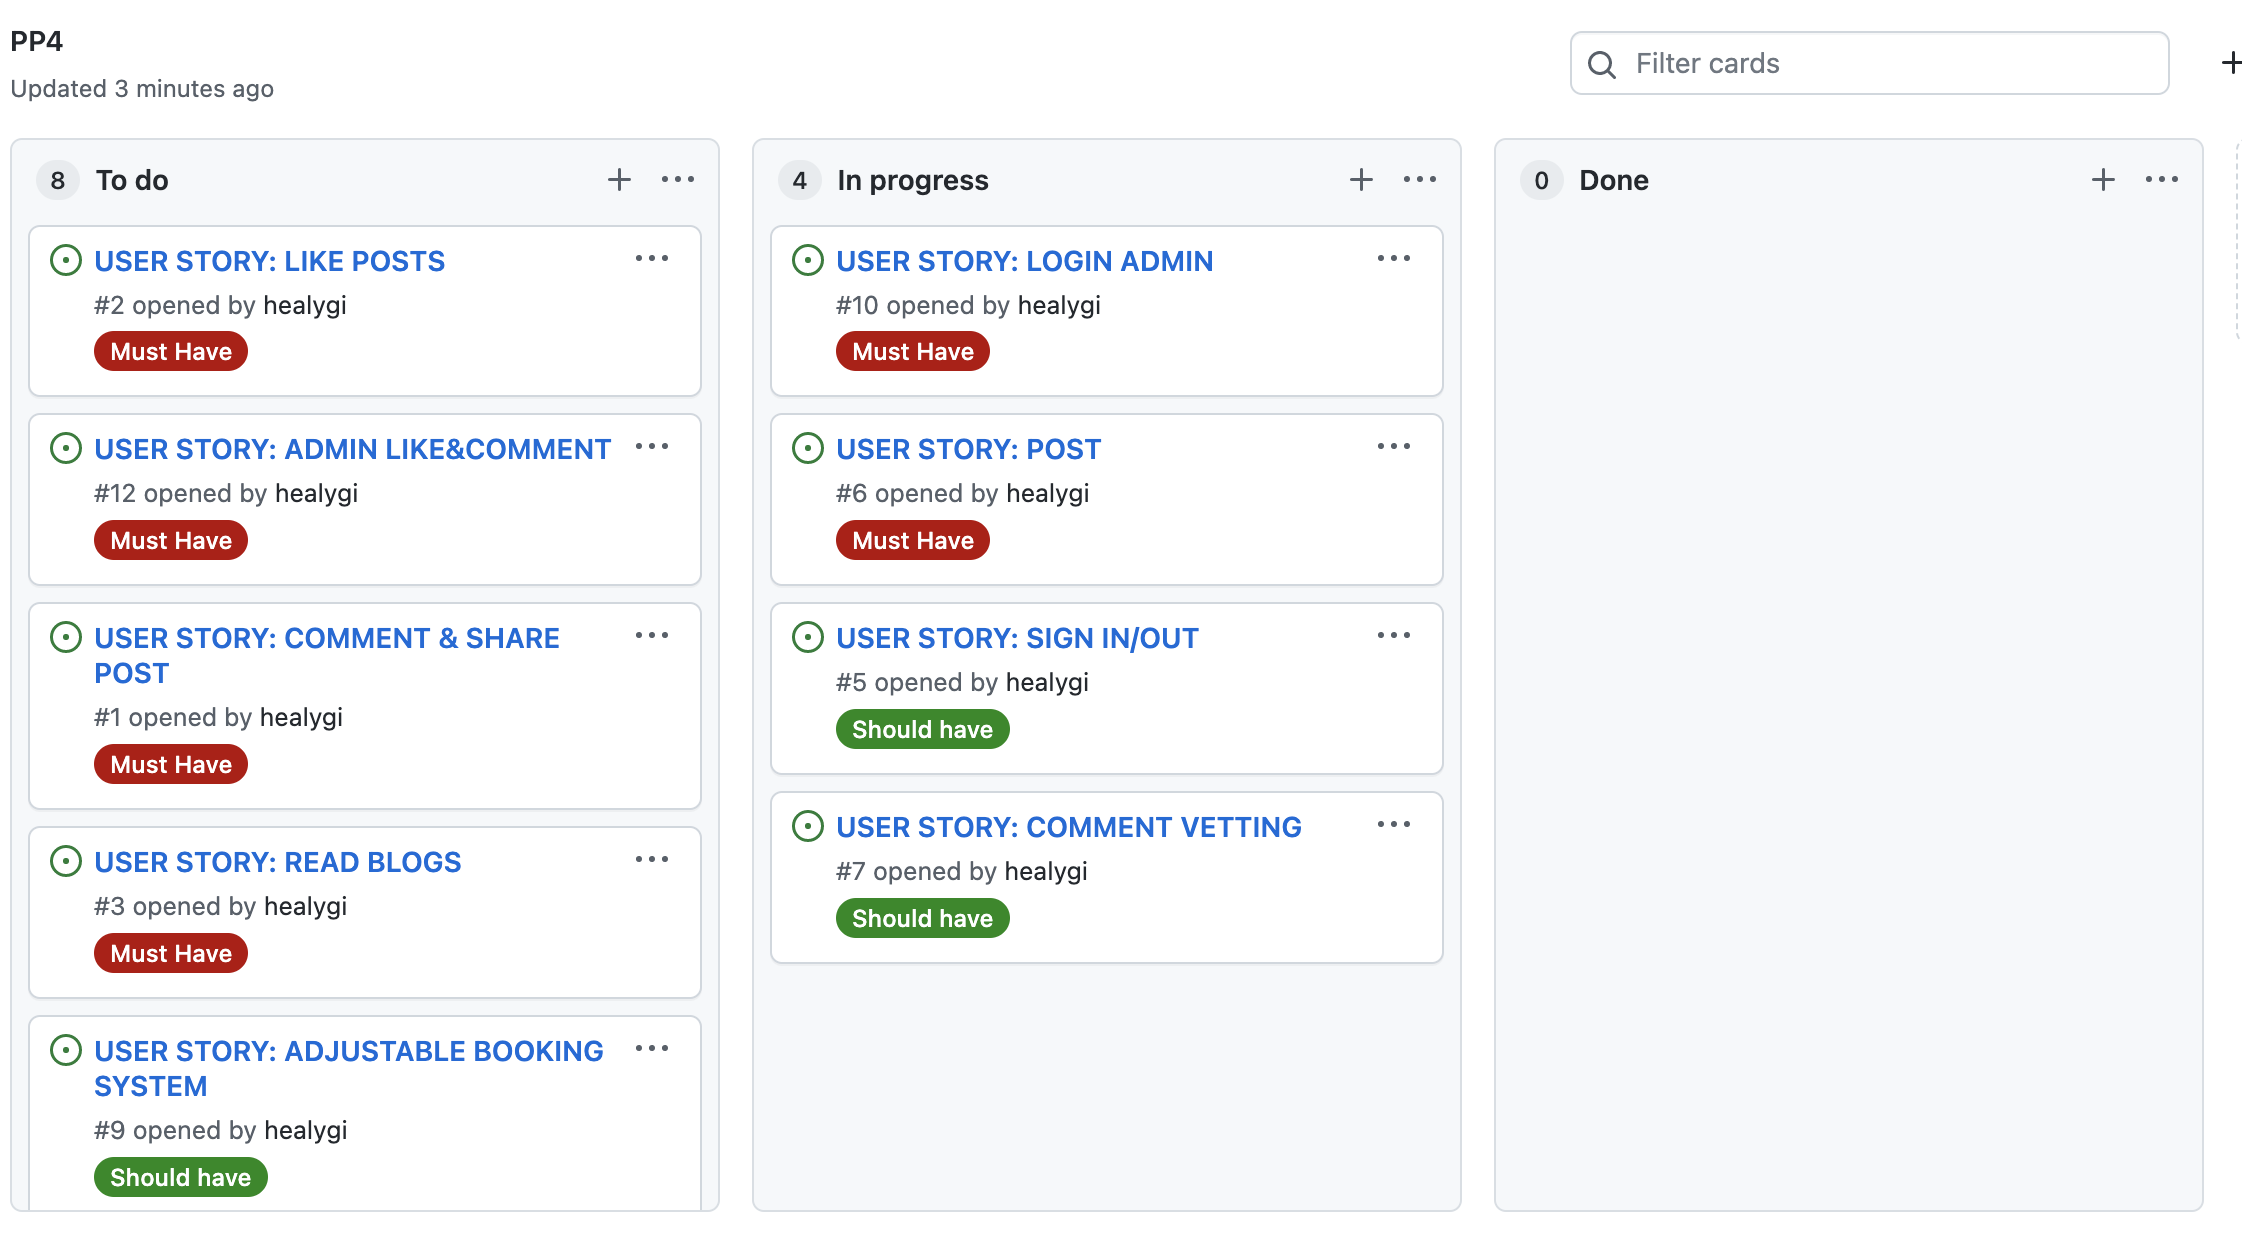 PP4
Updated 3 minutes ago
Filter cards
8 To do
USER STORY: LIKE POSTS
#2 opened by healygi
Must Have
USER STORY: ADMIN LIKE&COMMENT
#12 opened by healygi
Must Have
USER STORY: COMMENT & SHARE
POST
#1 opened by healygi
Must Have
USER STORY: READ BLOGS
#3 opened by healygi
Must Have
USER STORY: ADJUSTABLE BOOKING
SYSTEM
#9 opened by healygi
Should have
4 In progress
USER STORY: LOGIN ADMIN
#10 opened by healygi
Must Have
USER STORY: POST
#6 opened by healygi
Must Have
USER STORY: SIGN IN/OUT
#5 opened by healygi
Should have
USER STORY: COMMENT VETTING
#7 opened by healygi
Should have
0 Done